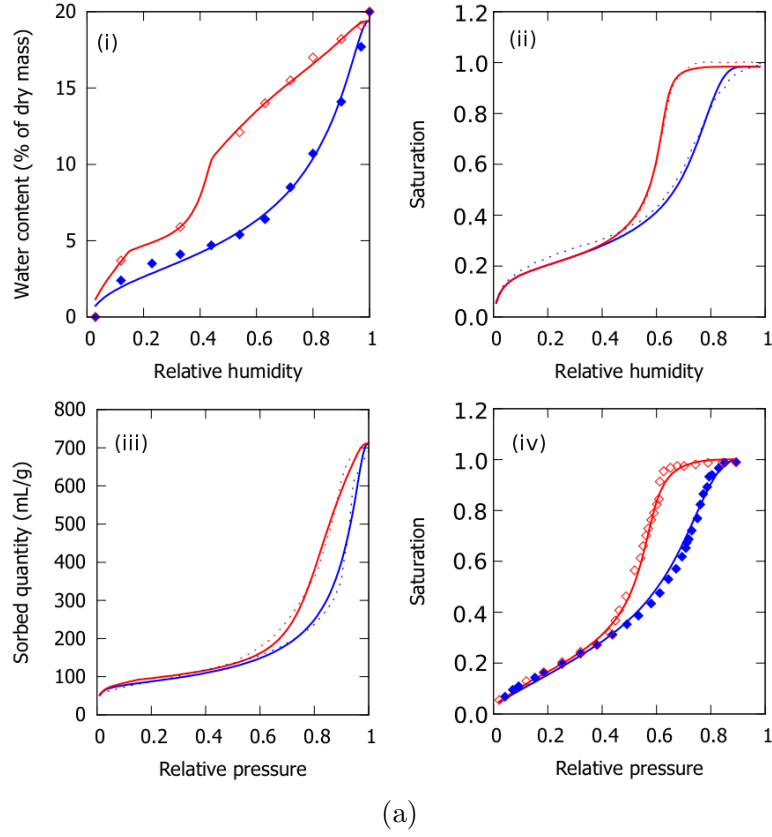 (i)
Water content (% of dry mass)
20
15
10
5
0
0 0.2 0.4 0.6 0.8 1
Relative humidity
(ii)
Saturation
1.2
1.0
0.8
0.6
0.4
0.2
0.0
0 0.2 0.4 0.6 0.8 1
Relative humidity
(iii)
Sorbed quantity (mL/g)
800
700
600
500
400
300
200
100
0
0 0.2 0.4 0.6 0.8 1
Relative pressure
(iv)
Saturation
1.2
1.0
0.8
0.6
0.4
0.2
0.0
0 0.2 0.4 0.6 0.8 1
Relative pressure
(a)